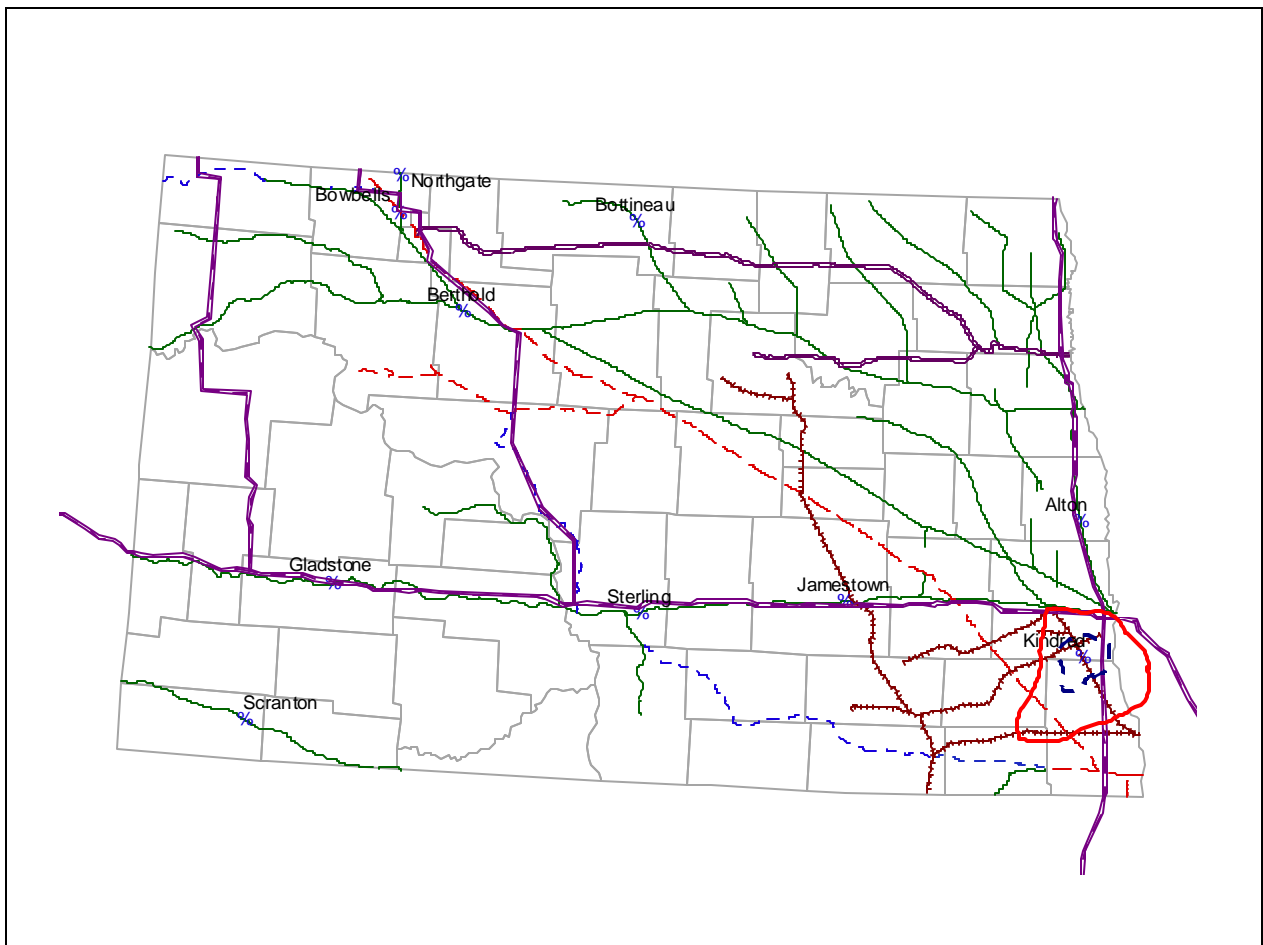 % Northgate
Bowbells
%
Bottineau
%
Berthold
%
Alton
%
Gladstone
%
Jamestown
%
Sterling
%
Kindred
%
Scranton
%